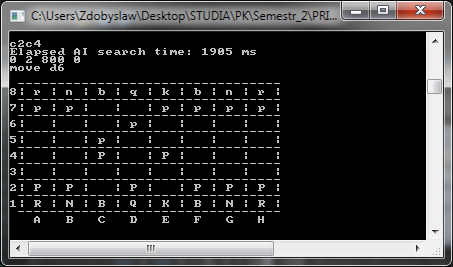 C:\Users\Zdobyslaw\Desktop\STUDIA\PK\Semestr_2\PRI...
c2c4
Elapsed AI search time: 1905 ms
0 2 800 0
move d6
8¦ r ¦ n ¦ b ¦ q ¦ k ¦ b ¦ n ¦ r ¦
7¦ p ¦ p ¦   ¦   ¦ p ¦ p ¦ p ¦ p ¦
6¦   ¦   ¦   ¦ p ¦   ¦   ¦   ¦   ¦
5¦   ¦   ¦ p ¦   ¦   ¦   ¦   ¦   ¦
4¦   ¦   ¦ P ¦   ¦ P ¦   ¦   ¦   ¦
3¦   ¦   ¦   ¦   ¦   ¦   ¦   ¦   ¦
2¦ P ¦ P ¦   ¦ P ¦   ¦ P ¦ P ¦ P ¦
1¦ R ¦ N ¦ B ¦ Q ¦ K ¦ B ¦ N ¦ R ¦
A B C D E F G H